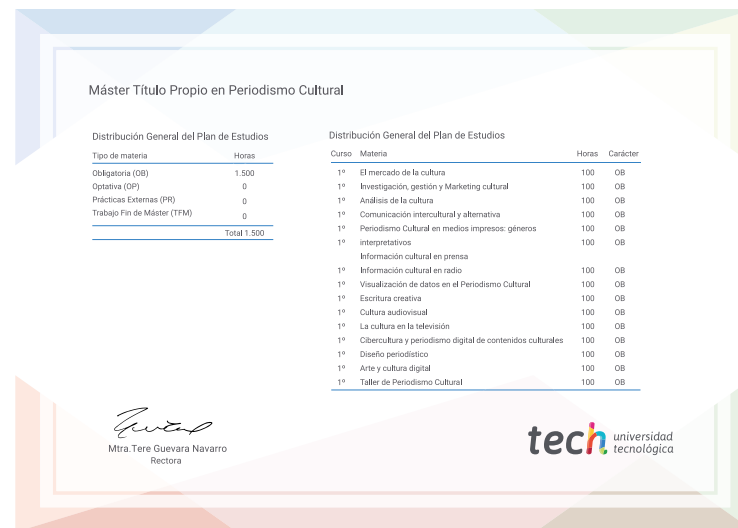 Máster Título Propio en Periodismo Cultural
Distribución General del Plan de Estudios
Tipo de materia Horas
Obligatoria (OB) 1.500
Optativa (OP) 0
Prácticas Externas (PR) 0
Trabajo Fin de Máster (TFM) 0
Total 1.500
Distribución General del Plan de Estudios
Curso Materia Horas Carácter
1º El mercado de la cultura 100 OB
1º Investigación, gestión y Marketing cultural 100 OB
1º Análisis de la cultura 100 OB
1º Comunicación intercultural y alternativa 100 OB
1º Periodismo Cultural en medios impresos: géneros 100 OB
1º interpretativos 100 OB
Información cultural en prensa
1º Información cultural en radio 100 OB
1º Visualización de datos en el Periodismo Cultural 100 OB
1º Escritura creativa 100 OB
1º Cultura audiovisual 100 OB
1º La cultura en la televisión 100 OB
1º Cibercultura y periodismo digital de contenidos culturales 100 OB
1º Diseño periodístico 100 OB
1º Arte y cultura digital 100 OB
1º Taller de Periodismo Cultural 100 OB
Mtra.Tere Guevara Navarro
Rectora
tech universidad
tecnológica